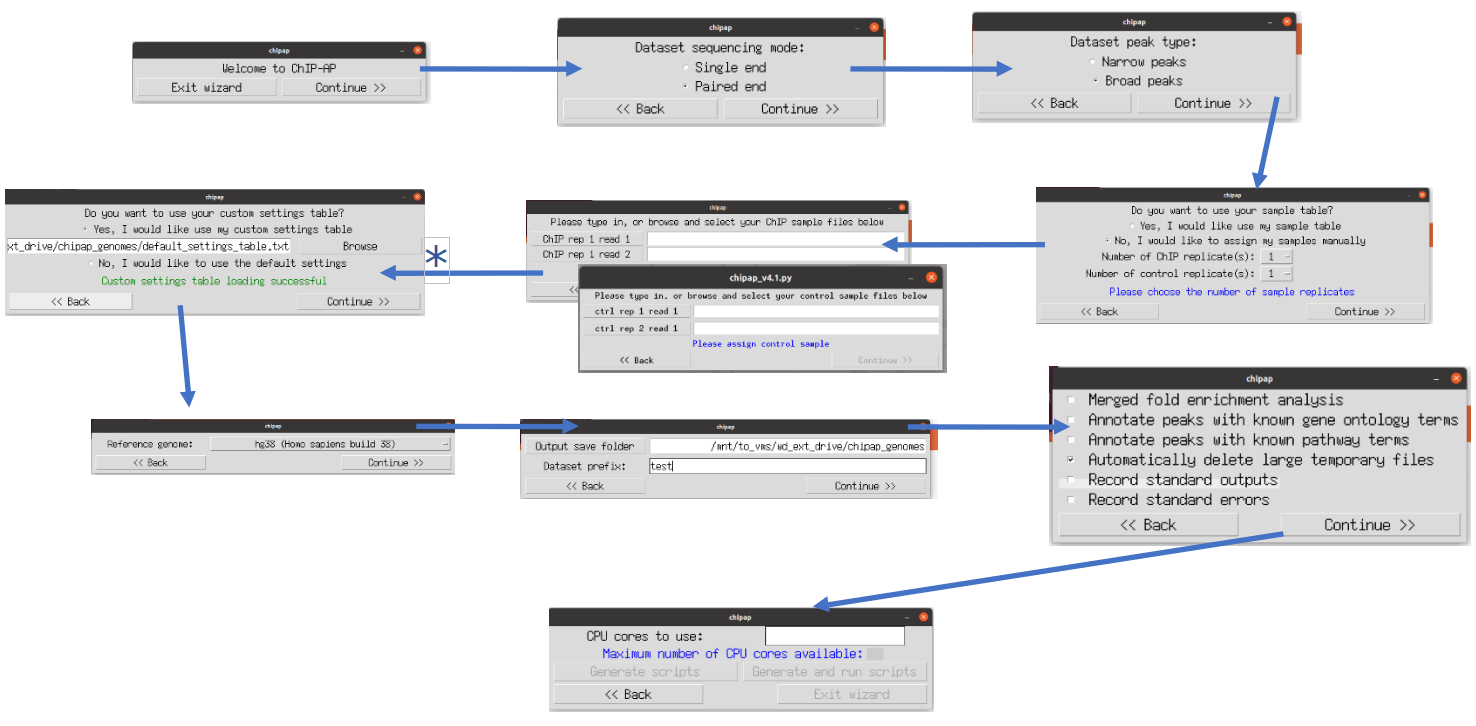 chipap
Welcome to ChIP-AP
Exit wizard
Continue >>
chipap
Dataset sequencing mode:
Single end
Paired end
<< Back
Continue >>
chipap
Dataset peak type:
Narrow peaks
Broad peaks
<< Back
Continue >>
chipap
Do you want to use your sample table?
Yes, I would like use my sample table
No, I would like to assign my samples manually
Number of ChIP replicate(s): 1
Number of control replicate(s): 1
Please choose the number of sample replicates
<< Back
Continue >>
chipap
Please type in, or browse and select your ChIP sample files below
ChIP rep 1 read 1
ChIP rep 1 read 2
<<
chipap_v4.1.py
Please type in. or browse and select your control sample files below
ctrl rep 1 read 1
ctrl rep 2 read 1
Please assign control sample
<< Back
Continue >>
*
chipap
Do you want to use your custom settings table?
Yes, I would like use my custom settings table
xt_drive/chipap_genomes/default_settings_table.txt
Browse
No, I would like to use the default settings
Custom settings table loading successful
<< Back
Continue >>
chipap
Reference genome:
hg38 (Homo sapiens build 38)
<< Back
Continue >>
chipap
Output save folder
/mnt/to_vms/wd_ext_drive/chipap_genomes
Dataset prefix:
test
<< Back
Continue >>
chipap
Merged fold enrichment analysis
Annotate peaks with known gene ontology terms
Annotate peaks with known pathway terms
Automatically delete large temporary files
Record standard outputs
Record standard errors
<< Back
Continue >>
chipap
CPU cores to use:
Maximum number of CPU cores available:
Generate scripts
Generate and run scripts
<< Back
Exit wizard